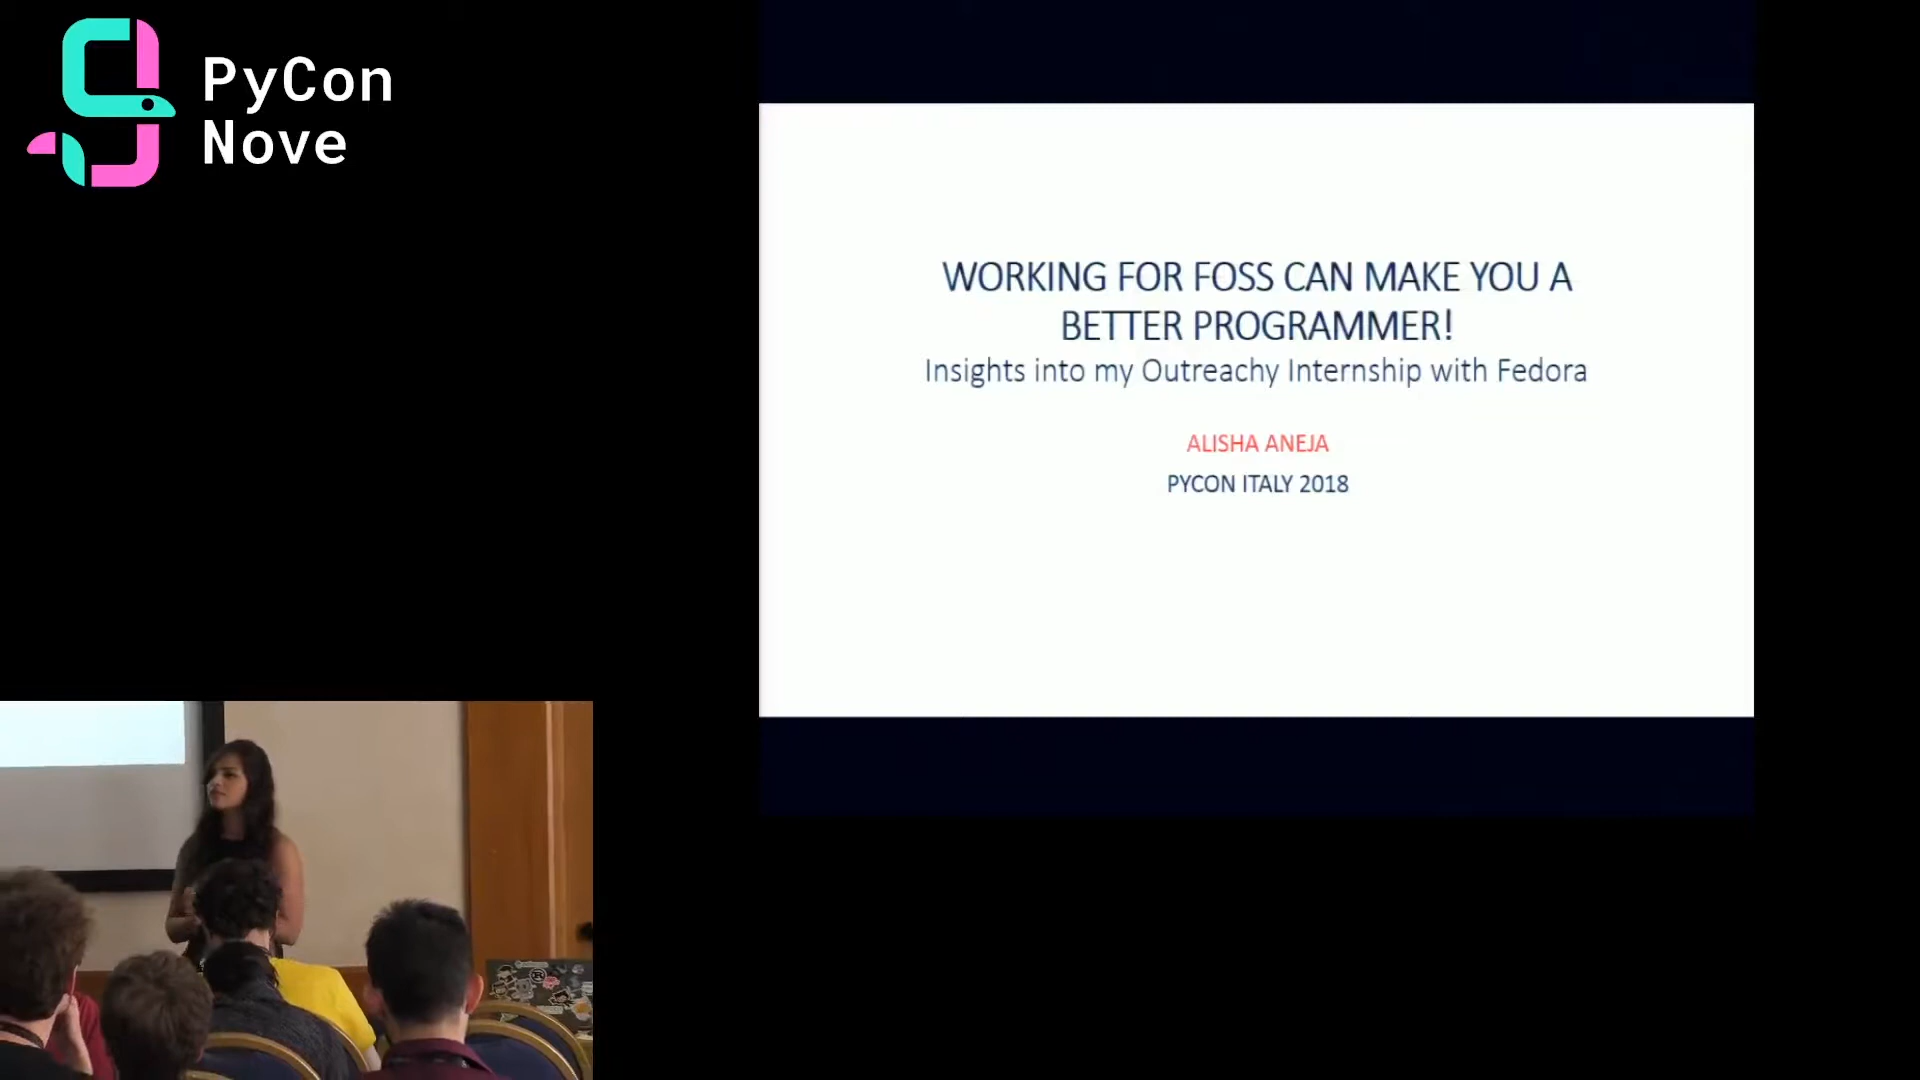 PyCon
Nove
WORKING FOR FOSS CAN MAKE YOU A
BETTER PROGRAMMER!
Insights into my Outreachy Internship with Fedora
ALISHA ANEJA
PYCON ITALY 2018